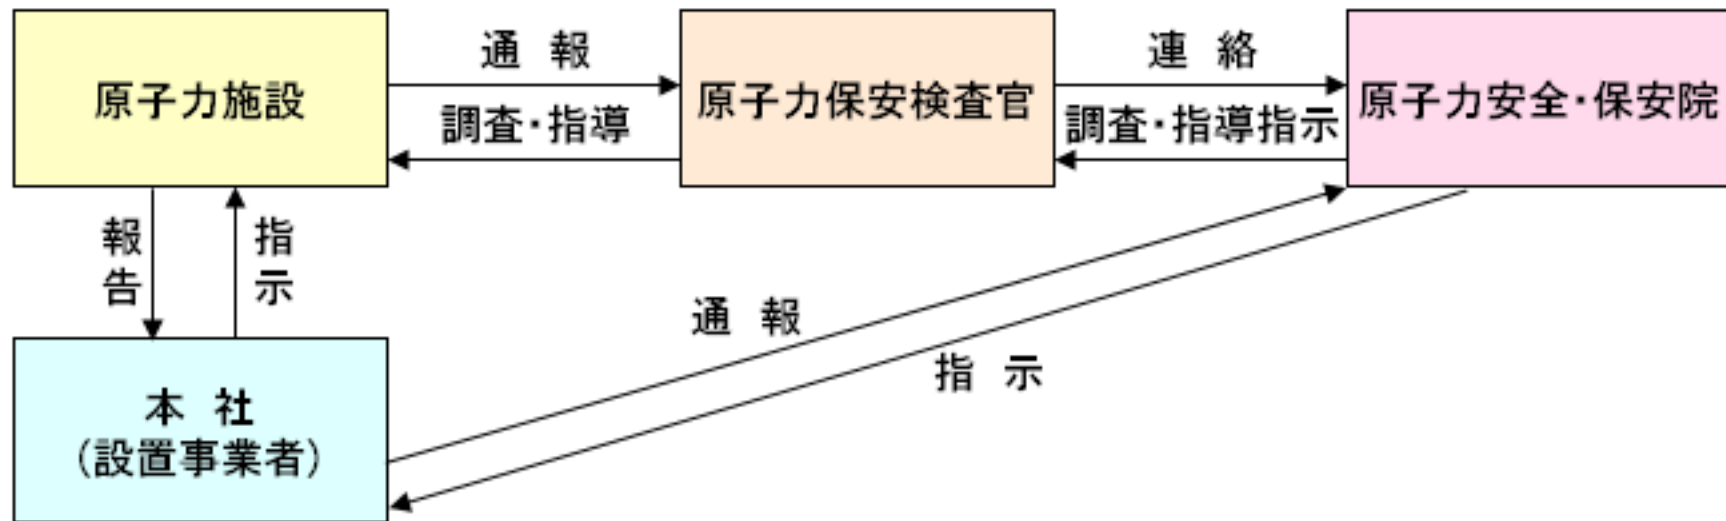 原子力施設
通 報
調査・指導
原子力保安検査官
連 絡
調査・指導指示
原子力安全・保安院
報告
指示
通 報
指 示
本 社
(設置事業者)